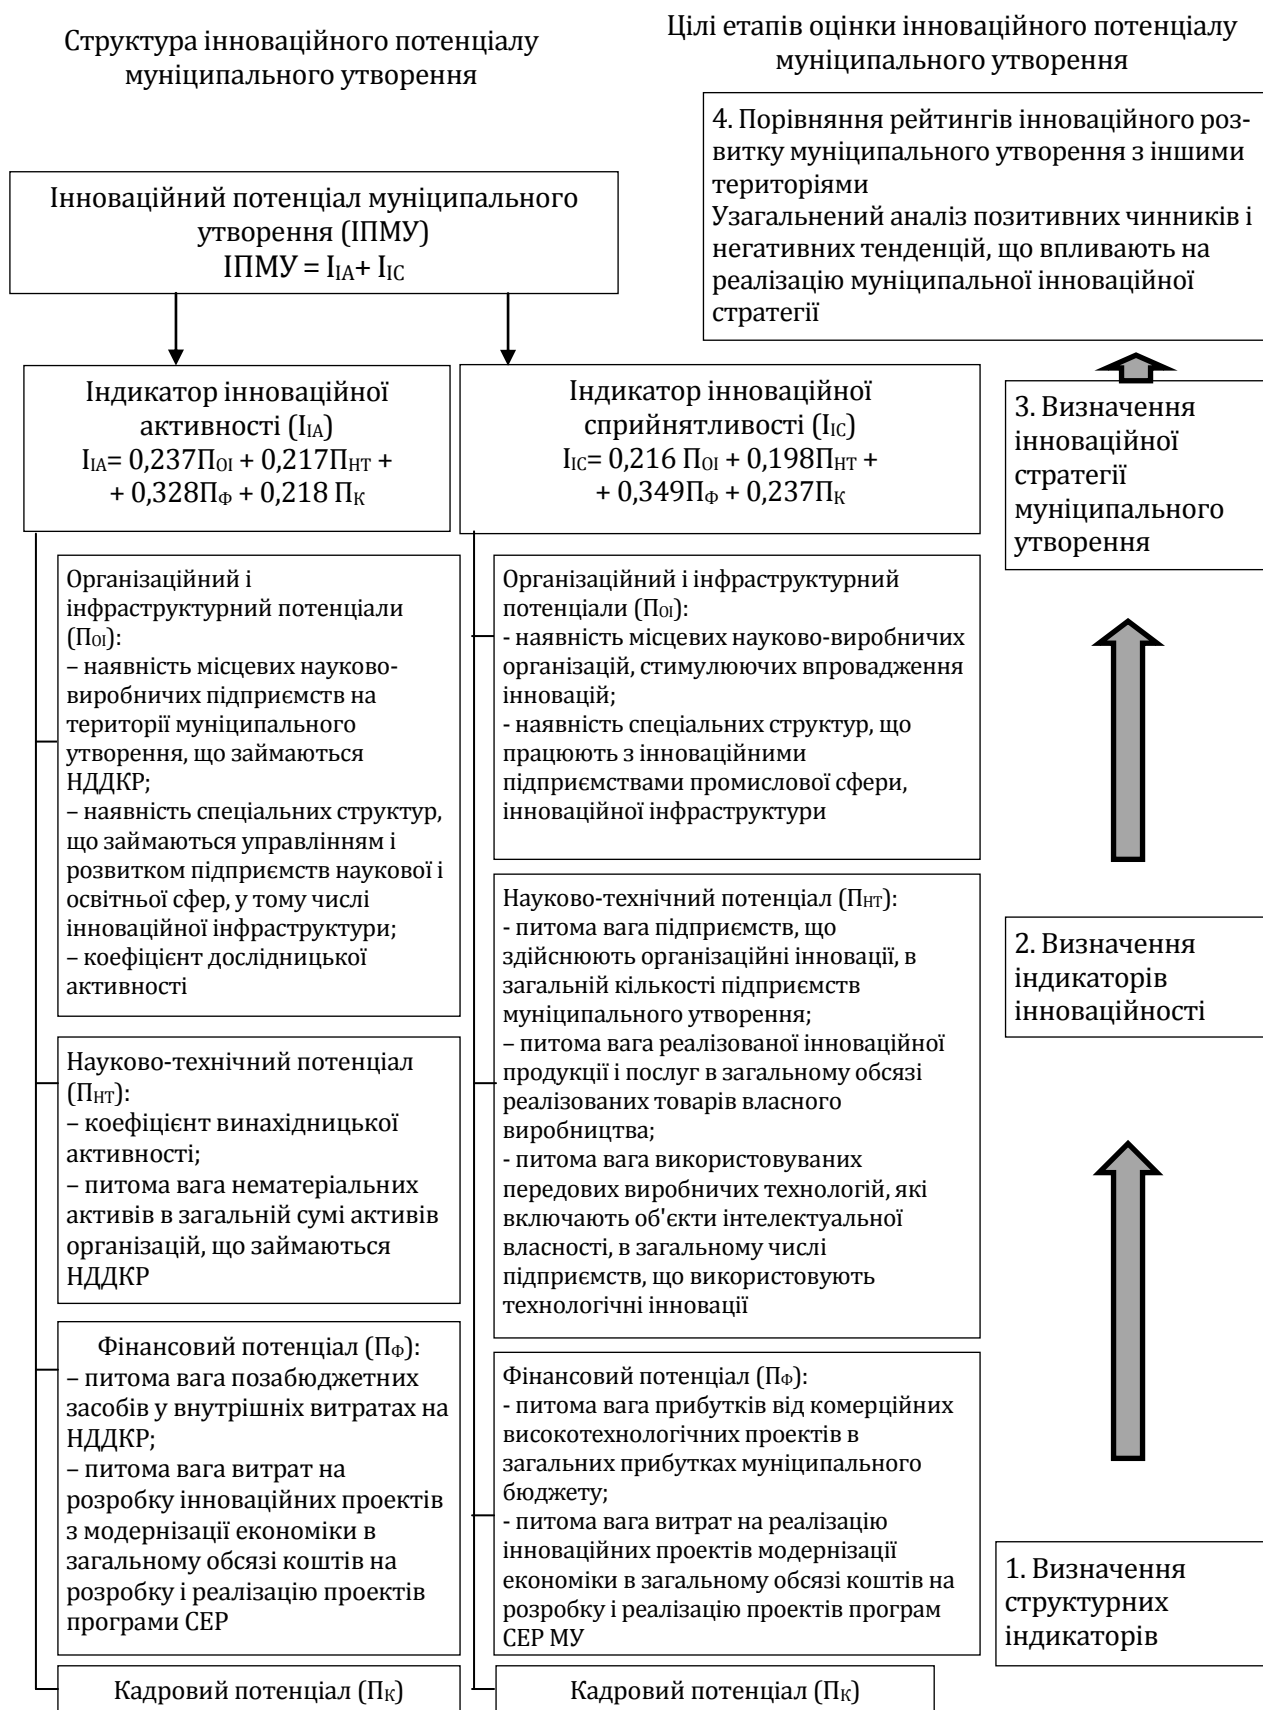 Структура інноваційного потенціалу
муніципального утворення
Цілі етапів оцінки інноваційного потенціалу
муніципального утворення
Інноваційний потенціал муніципального
утворення (ІПМУ)
ІПМУ = ІІА+ ІІС
4. Порівняння рейтингів інноваційного роз-
витку муніципального утворення з іншими
територіями
Узагальнений аналіз позитивних чинників і
негативних тенденцій, що впливають на
реалізацію муніципальної інноваційної
стратегії
Індикатор інноваційної
активності (ІІА)
ІІА= 0,237ПОІ + 0,217ПНТ +
+ 0,328ПФ + 0,218 ПК
Індикатор інноваційної
сприйнятливості (ІІС)
ІІС= 0,216 ПОІ + 0,198ПНТ +
+ 0,349ПФ + 0,237ПК
3. Визначення
інноваційної
стратегії
муніципального
утворення
Організаційний і
інфраструктурний потенціали
(ПОІ):
– наявність місцевих науково-
виробничих підприємств на
території муніципального
утворення, що займаються
НДДКР;
– наявність спеціальних структур,
що займаються управлінням і
розвитком підприємств наукової і
освітньої сфер, у тому числі
інноваційної інфраструктури;
– коефіцієнт дослідницької
активності
Організаційний і інфраструктурний
потенціали (ПОІ):
- наявність місцевих науково-виробничих
організацій, стимулюючих впровадження
інновацій;
- наявність спеціальних структур, що
працюють з інноваційними
підприємствами промислової сфери,
інноваційної інфраструктури
Науково-технічний потенціал (ПНТ):
- питома вага підприємств, що
здійснюють організаційні інновації, в
загальній кількості підприємств
муніципального утворення;
– питома вага реалізованої інноваційної
продукції і послуг в загальному обсязі
реалізованих товарів власного
виробництва;
- питома вага використовуваних
передових виробничих технологій, які
включають об'єкти інтелектуальної
власності, в загальному числі
підприємств, що використовують
технологічні інновації
2. Визначення
індикаторів
інноваційності
Науково-технічний потенціал
(ПНТ):
– коефіцієнт винахідницької
активності;
– питома вага нематеріальних
активів в загальній сумі активів
організацій, що займаються
НДДКР
Фінансовий потенціал (ПФ):
– питома вага позабюджетних
засобів у внутрішніх витратах на
НДДКР;
– питома вага витрат на
розробку інноваційних проектів
з модернізації економіки в
загальному обсязі коштів на
розробку і реалізацію проектів
програми СЕР
Фінансовий потенціал (ПФ):
- питома вага прибутків від комерційних
високотехнологічних проектів в
загальних прибутках муніципального
бюджету;
- питома вага витрат на реалізацію
інноваційних проектів модернізації
економіки в загальному обсязі коштів на
розробку і реалізацію проектів програм
СЕР МУ
1. Визначення
структурних
індикаторів
Кадровий потенціал (ПК)
Кадровий потенціал (ПК)